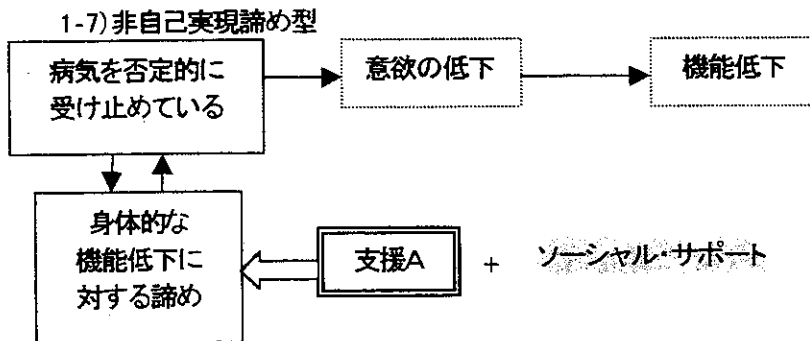 1-7)非自己実現諦め型
病気を否定的に
受け止めている
意欲の低下
機能低下
身体的な
機能低下に
対する諦め
支援A
+
ソーシャル・サポート